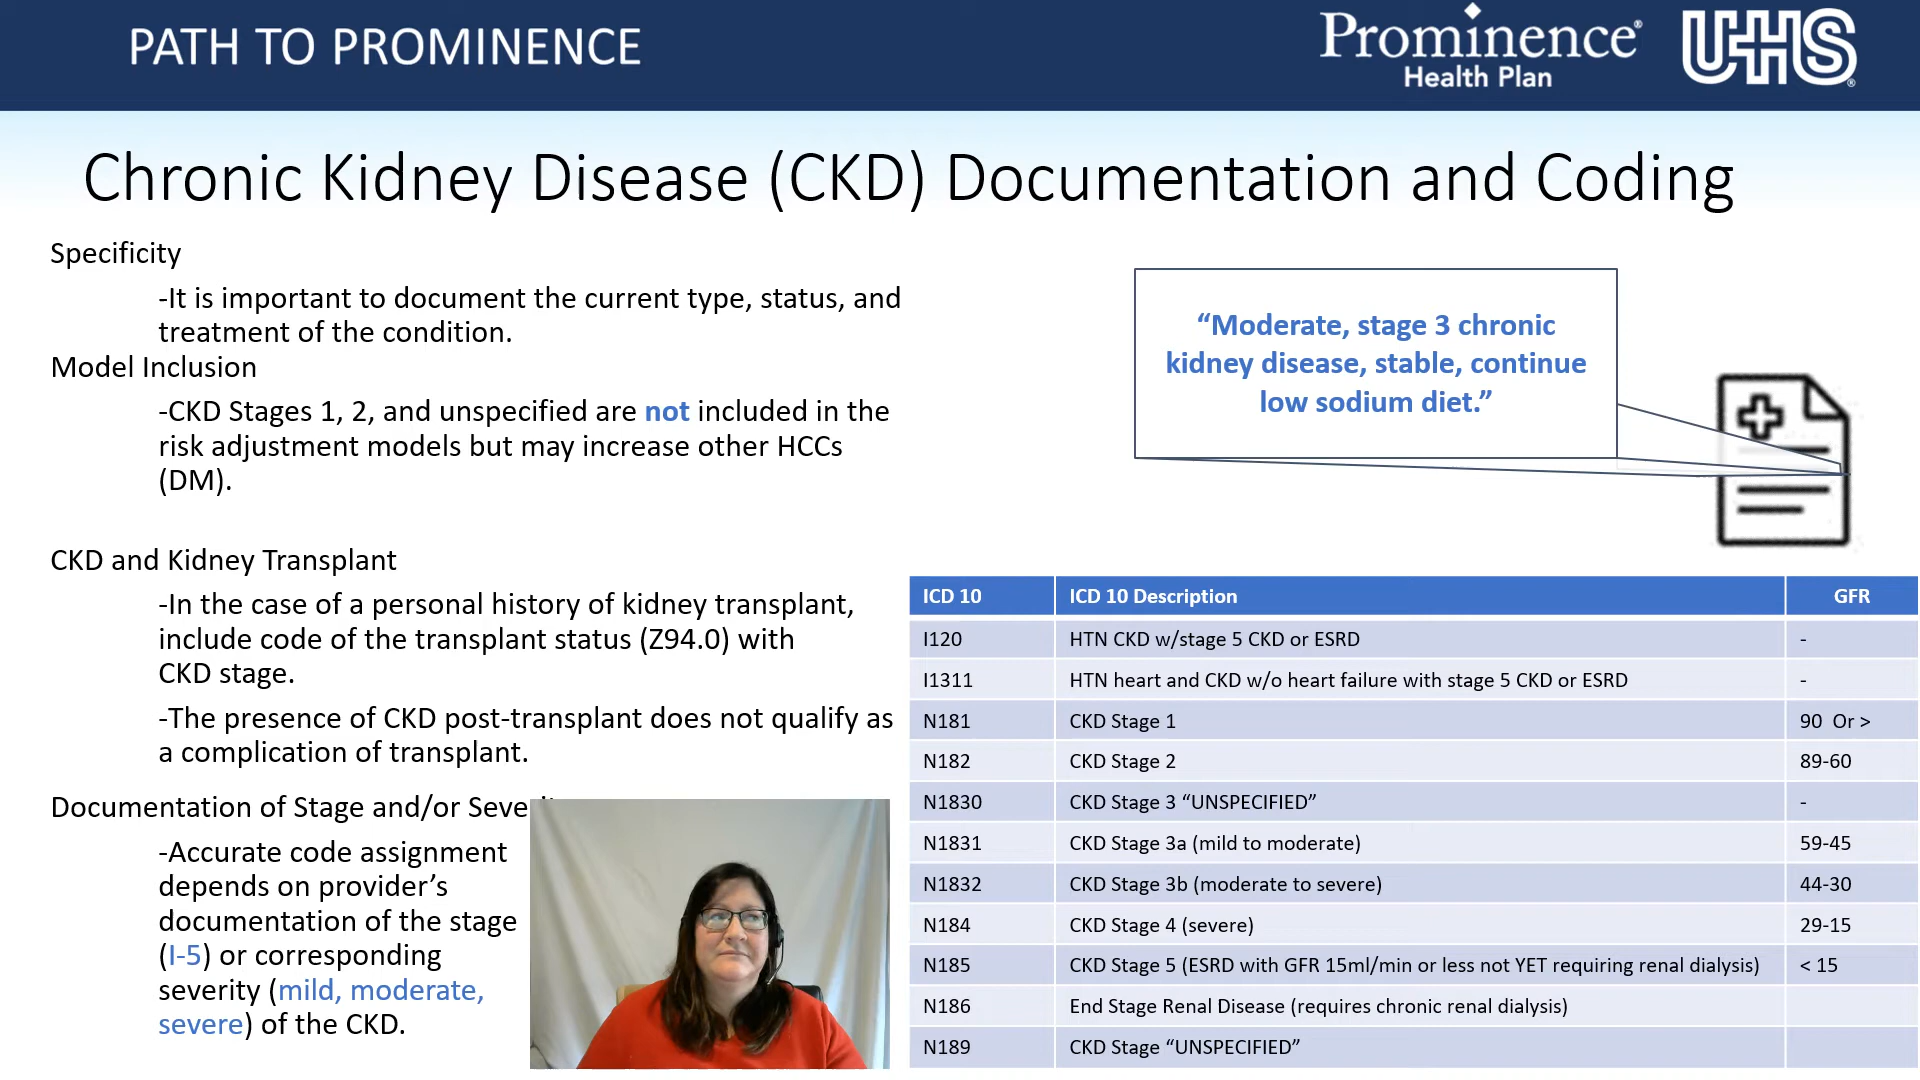 PATH TO PROMINENCE
Prominence®
Health Plan
UHS®
Chronic Kidney Disease (CKD) Documentation and Coding
Specificity
-It is important to document the current type, status, and
treatment of the condition.
Model Inclusion
-CKD Stages 1, 2, and unspecified are not included in the
risk adjustment models but may increase other HCCs
(DM).
CKD and Kidney Transplant
-In the case of a personal history of kidney transplant,
include code of the transplant status (Z94.0) with
CKD stage.
-The presence of CKD post-transplant does not qualify as
a complication of transplant.
Documentation of Stage and/or
-Accurate code assignment
depends on provider’s
documentation of the stage
(I-5) or corresponding
severity (mild, moderate,
severe) of the CKD.
“Moderate, stage 3 chronic
kidney disease, stable, continue
low sodium diet.”
ICD 10 ICD 10 Description GFR
I120 HTN CKD w/stage 5 CKD or ESRD -
I1311 HTN heart and CKD w/o heart failure with stage 5 CKD or ESRD -
N181 CKD Stage 1 90 Or >
N182 CKD Stage 2 89-60
N1830 CKD Stage 3 “UNSPECIFIED” -
N1831 CKD Stage 3a (mild to moderate) 59-45
N1832 CKD Stage 3b (moderate to severe) 44-30
N184 CKD Stage 4 (severe) 29-15
N185 CKD Stage 5 (ESRD with GFR 15ml/min or less not YET requiring renal dialysis) < 15
N186 End Stage Renal Disease (requires chronic renal dialysis)
N189 CKD Stage “UNSPECIFIED”